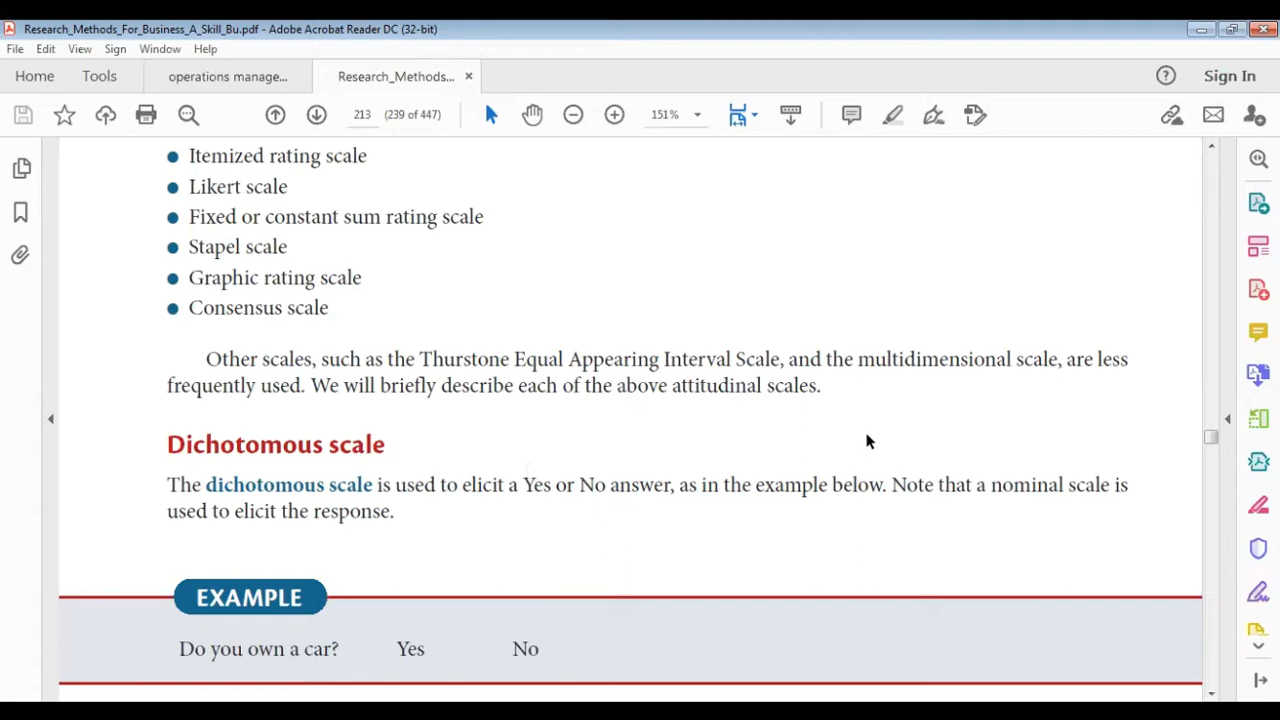 Research_Methods_For_Business_A_Skill_Bu.pdf - Adobe Acrobat Reader DC (32-bit)
File Edit View Sign Window Help
Home Tools operations manage... Research_Methods... × Sign In
213 (239 of 447) 151%
Itemized rating scale
Likert scale
Fixed or constant sum rating scale
Stapel scale
Graphic rating scale
Consensus scale
Other scales, such as the Thurstone Equal Appearing Interval Scale, and the multidimensional scale, are less
frequently used. We will briefly describe each of the above attitudinal scales.
Dichotomous scale
The dichotomous scale is used to elicit a Yes or No answer, as in the example below. Note that a nominal scale is
used to elicit the response.
EXAMPLE
Do you own a car? Yes No